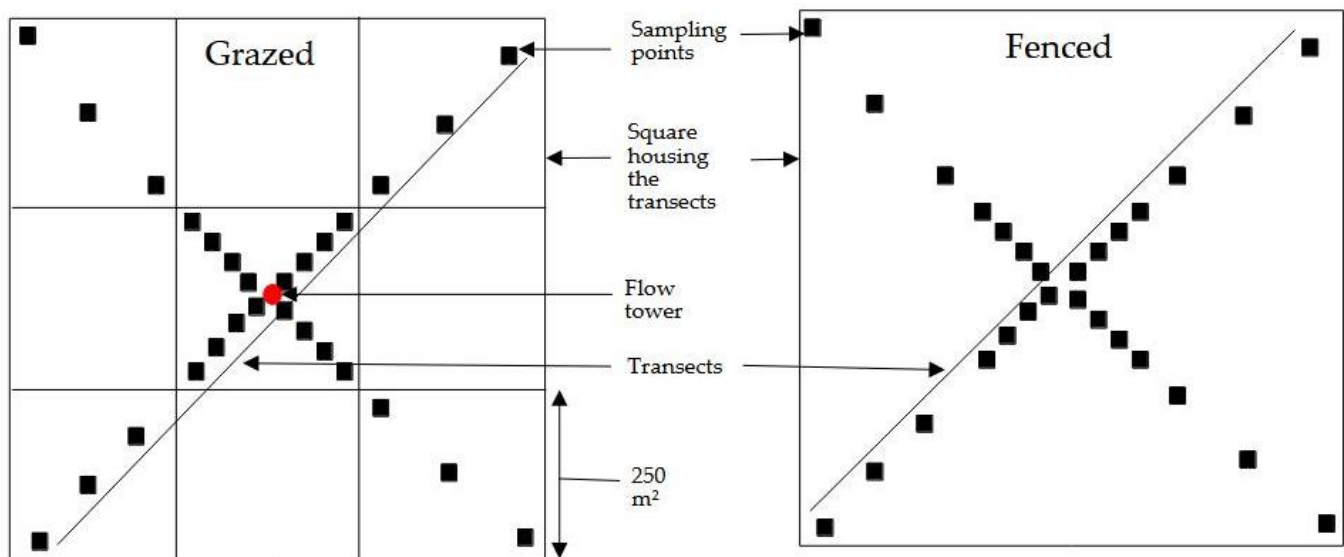 Grazed
Sampling
points
Fenced
Square
housing
the
transects
Flow
tower
Transects
250
m²